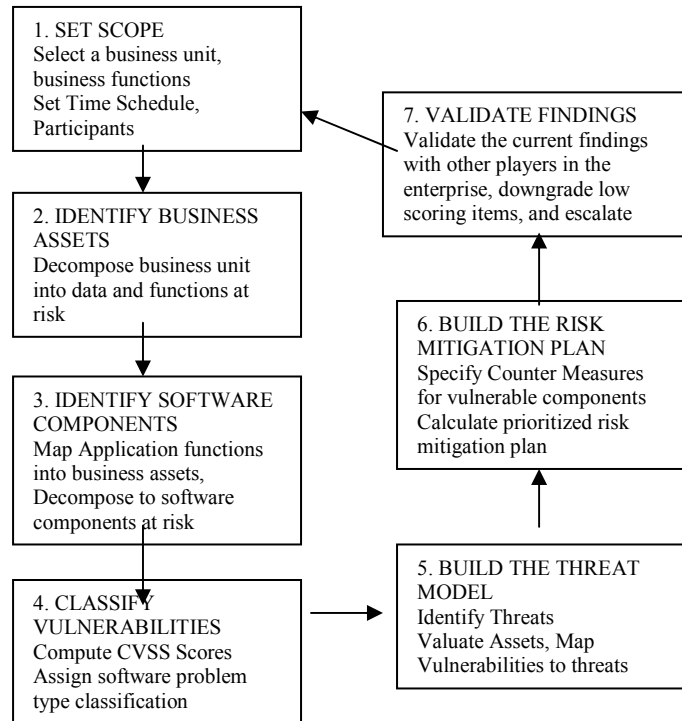 1. SET SCOPE
Select a business unit,
business functions
Set Time Schedule,
Participants
2. IDENTIFY BUSINESS
ASSETS
Decompose business unit
into data and functions at
risk
3. IDENTIFY SOFTWARE
COMPONENTS
Map Application functions
into business assets,
Decompose to software
components at risk
4. CLASSIFY
VULNERABILITIES
Compute CVSS Scores
Assign software problem
type classification
5. BUILD THE THREAT
MODEL
Identify Threats
Valuate Assets, Map
Vulnerabilities to threats
6. BUILD THE RISK
MITIGATION PLAN
Specify Counter Measures
for vulnerable components
Calculate prioritized risk
mitigation plan
7. VALIDATE FINDINGS
Validate the current findings
with other players in the
enterprise, downgrade low
scoring items, and escalate